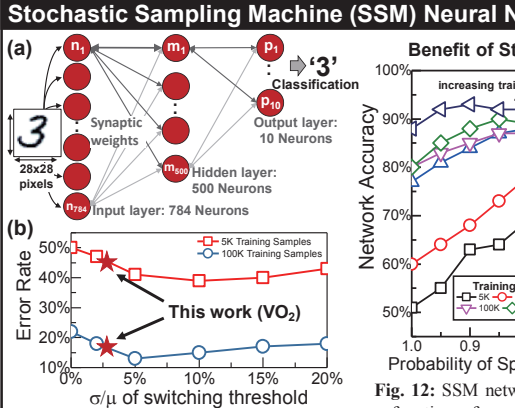 Stochastic Sampling Machine (SSM) Neural N
(a)
n1
m1
p1
'3'
Classification
p10
Synaptic
weights
Output layer:
10 Neurons
3
28x28
pixels
m500
Hidden layer:
500 Neurons
n784
Input layer: 784 Neurons
(b)
50%
40%
30%
20%
10%
Error Rate
5K Training Samples
100K Training Samples
This work (VO2)
0%
5%
10%
15%
20%
σ/μ of switching threshold
Benefit of St
100%
90%
80%
70%
60%
50%
Network Accuracy
increasing trai
Training
5K
100K
1.0
0.9
Probability of Sp
Fig. 12: SSM netw